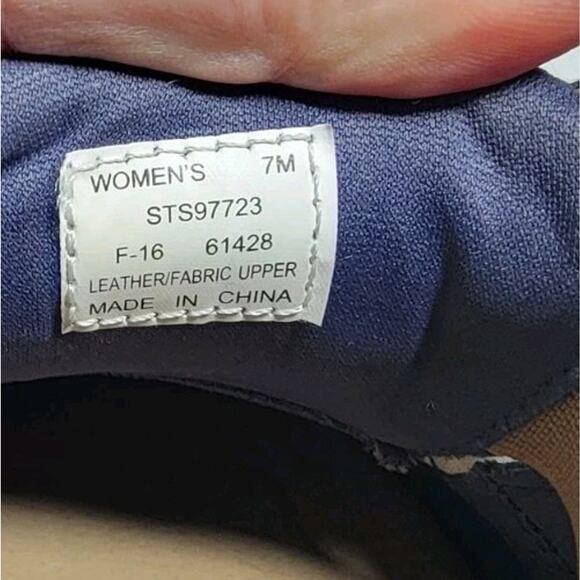 WOMEN'S 7M
STS97723
F-16 61428
LEATHER/FABRIC UPPER
MADE IN CHINA